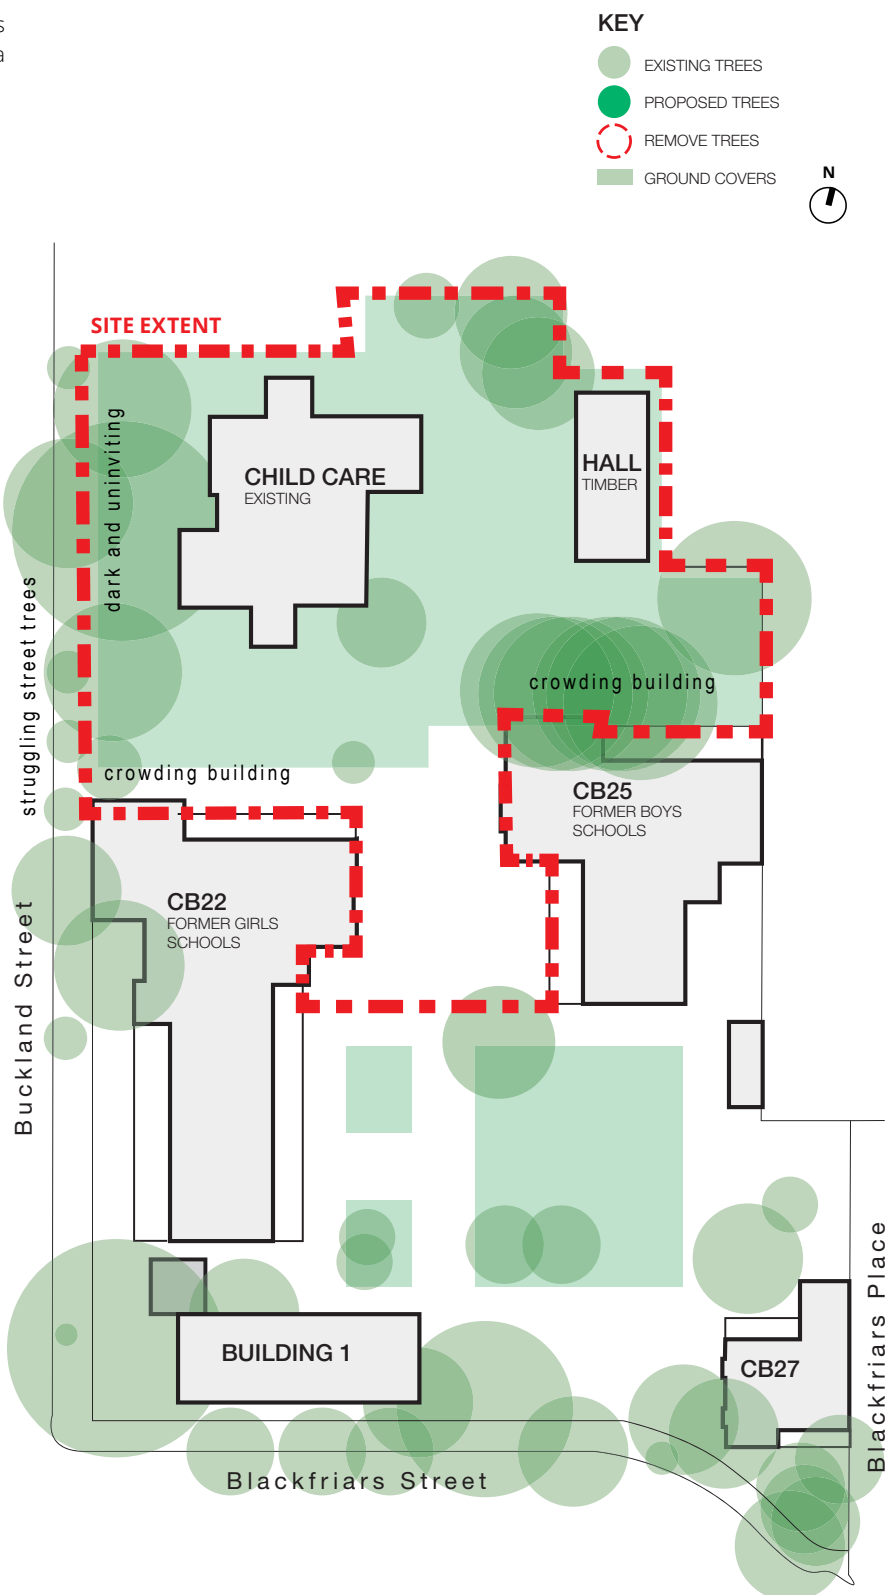 s
a
KEY
EXISTING TREES
PROPOSED TREES
REMOVE TREES
GROUND COVERS
N
SITE EXTENT
dark and uninviting
CHILD CARE
EXISTING
HALL
TIMBER
struggling street trees
crowding building
crowding building
CB25
FORMER BOYS
SCHOOLS
CB22
FORMER GIRLS
SCHOOLS
Buckland Street
BUILDING 1
CB27
Blackfriars Place
Blackfriars Street